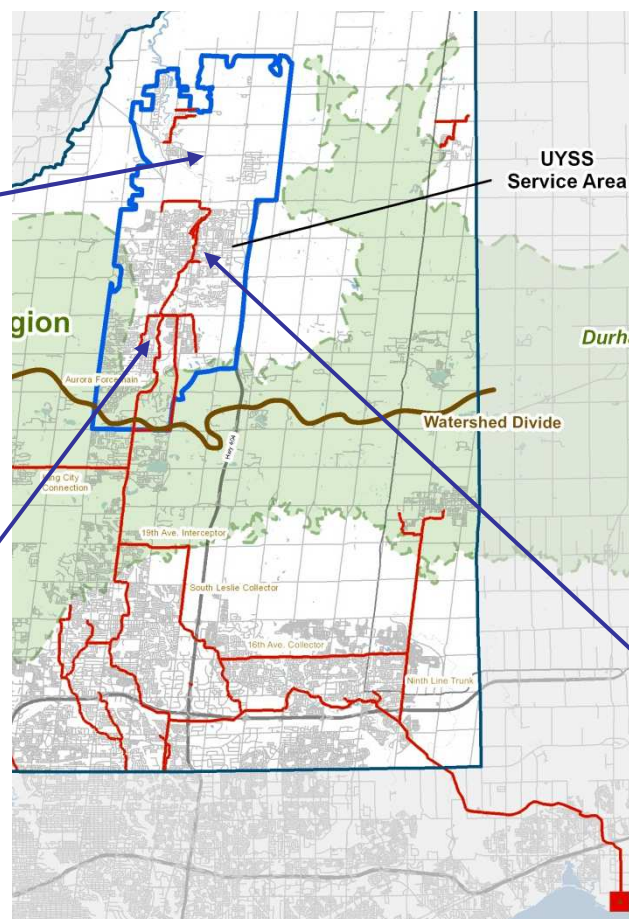 UYSS
Service Area
gion
Durh
Aurora Forcemain
Watershed Divide
Hwy 404
King City
Connection
19th Ave. Interceptor
South Leslie Collector
16th Ave. Collector
Ninth Line Trunk